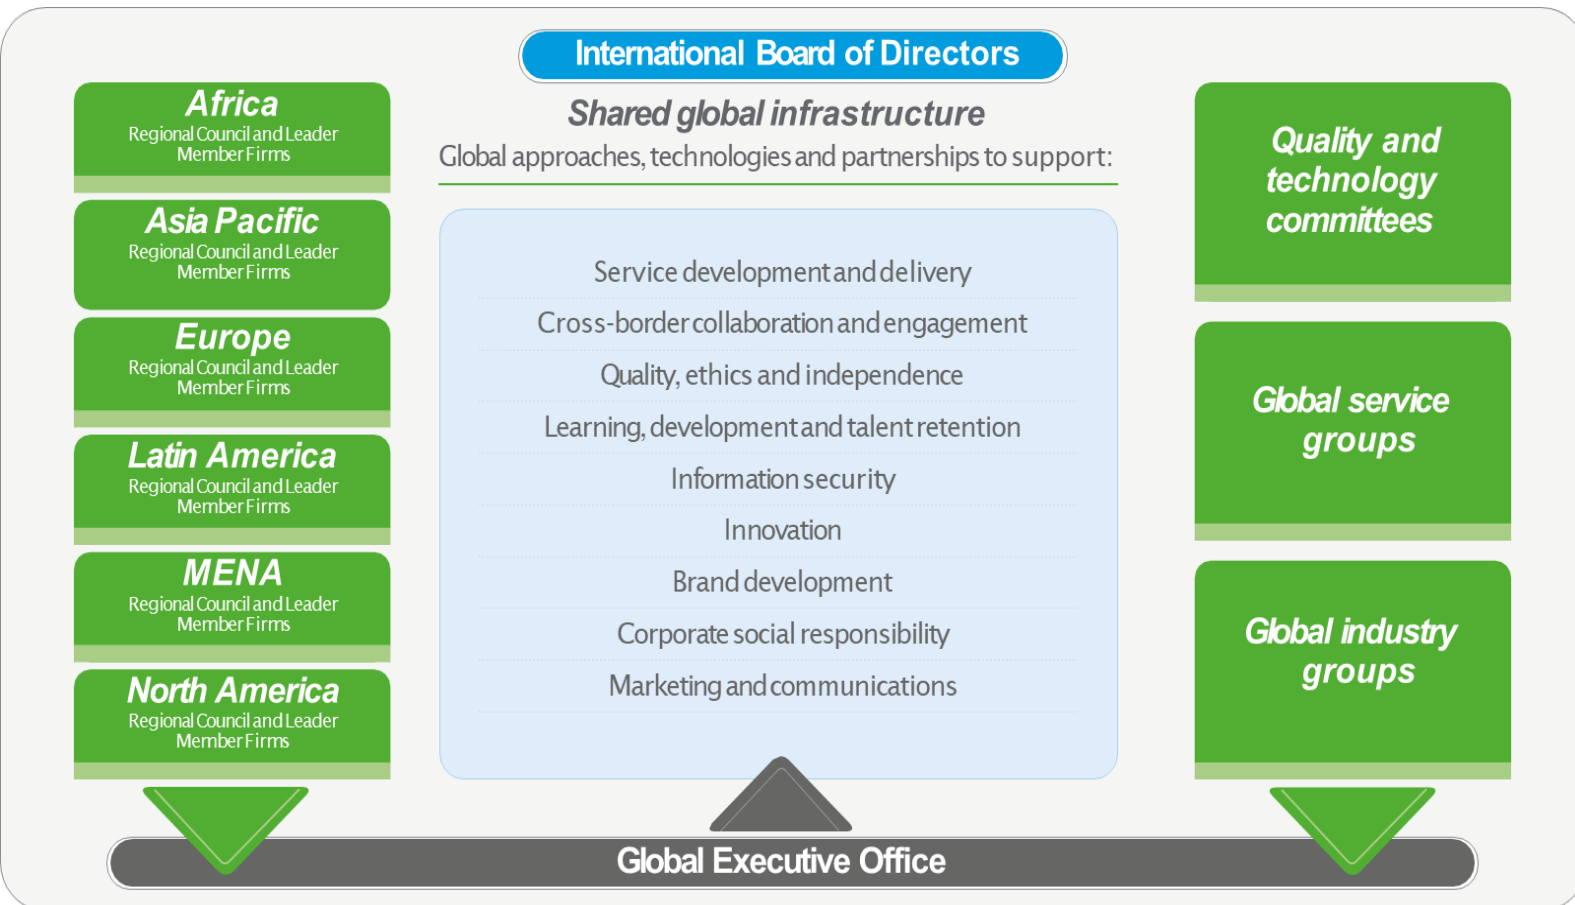 International Board of Directors
Shared global infrastructure
Global approaches, technologies and partnerships to support:
Africa
Regional Council and Leader
Member Firms
Asia Pacific
Regional Council and Leader
Member Firms
Europe
Regional Council and Leader
Member Firms
Latin America
Regional Council and Leader
Member Firms
MENA
Regional Council and Leader
Member Firms
North America
Regional Council and Leader
Member Firms
Service development and delivery
Cross-border collaboration and engagement
Quality, ethics and independence
Learning, development and talent retention
Information security
Innovation
Brand development
Corporate social responsibility
Marketing and communications
Quality and
technology
committees
Global service
groups
Global industry
groups
Global Executive Office